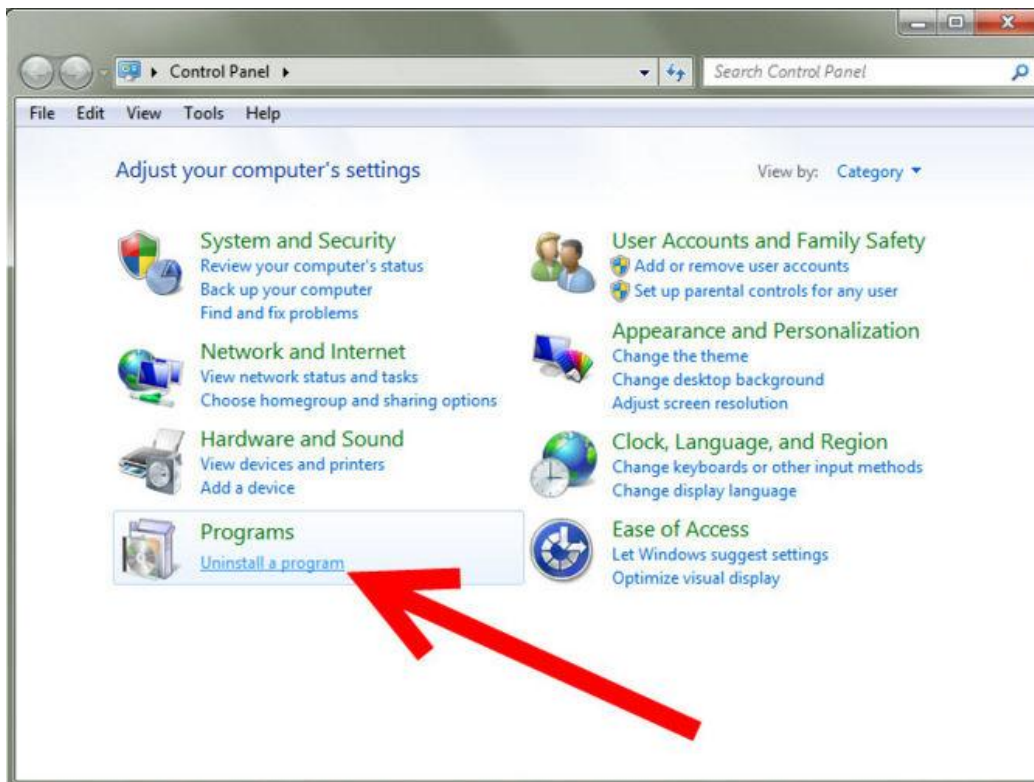 Control Panel
Search Control Panel
File Edit View Tools Help
Adjust your computer's settings
View by: Category
System and Security
Review your computer's status
Back up your computer
Find and fix problems
Network and Internet
View network status and tasks
Choose homegroup and sharing options
Hardware and Sound
View devices and printers
Add a device
Programs
Uninstall a program
User Accounts and Family Safety
Add or remove user accounts
Set up parental controls for any user
Appearance and Personalization
Change the theme
Change desktop background
Adjust screen resolution
Clock, Language, and Region
Change keyboards or other input methods
Change display language
Ease of Access
Let Windows suggest settings
Optimize visual display